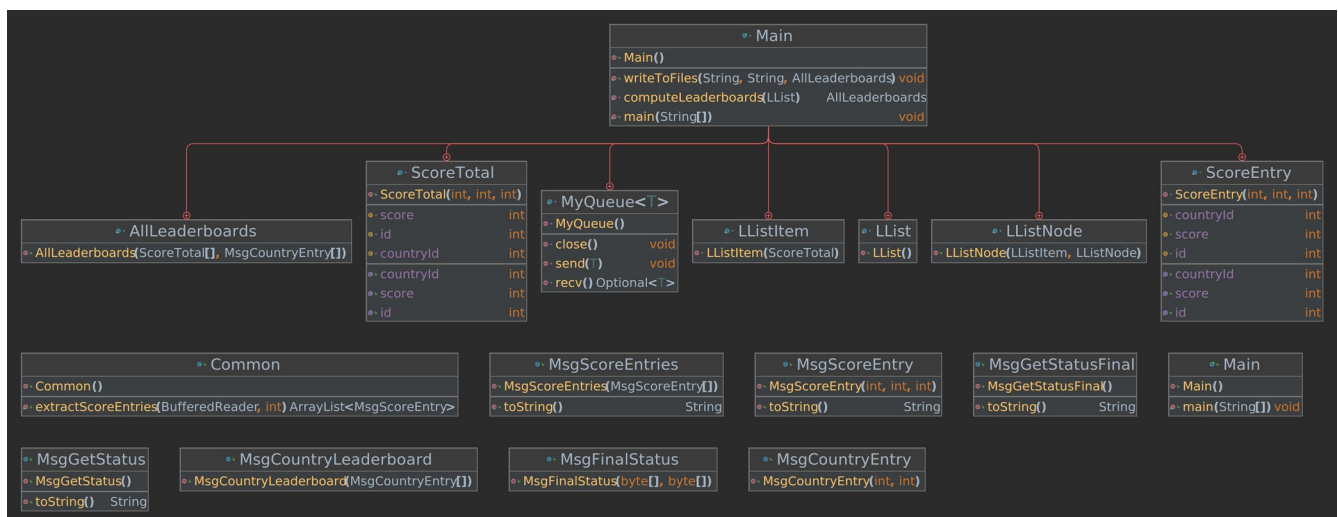 Main
Main()
writeToFiles(String, String, AllLeaderboards) void
computeLeaderboards(LList) AllLeaderboards
main(String[]) void
AllLeaderboards
AllLeaderboards(ScoreTotal[], MsgCountryEntry[])
ScoreTotal
ScoreTotal(int, int, int)
score int
id int
countryId int
countryId int
score int
id int
MyQueue<T>
MyQueue()
close() void
send(T) void
recv() Optional<T>
LListItem
LListItem(ScoreTotal)
LList
LList()
LListNode
LListNode(LListItem, LListNode)
ScoreEntry
ScoreEntry(int, int, int)
countryId int
score int
id int
countryId int
score int
id int
Common
Common()
extractScoreEntries(BufferedReader, int) ArrayList<MsgScoreEntry>
MsgScoreEntries
MsgScoreEntries(MsgScoreEntry[])
toString() String
MsgScoreEntry
MsgScoreEntry(int, int, int)
toString() String
MsgGetStatusFinal
MsgGetStatusFinal()
toString() String
Main
Main()
main(String[]) void
MsgGetStatus
MsgGetStatus()
toString() String
MsgCountryLeaderboard
MsgCountryLeaderboard(MsgCountryEntry[])
MsgFinalStatus
MsgFinalStatus(byte[], byte[])
MsgCountryEntry
MsgCountryEntry(int, int)